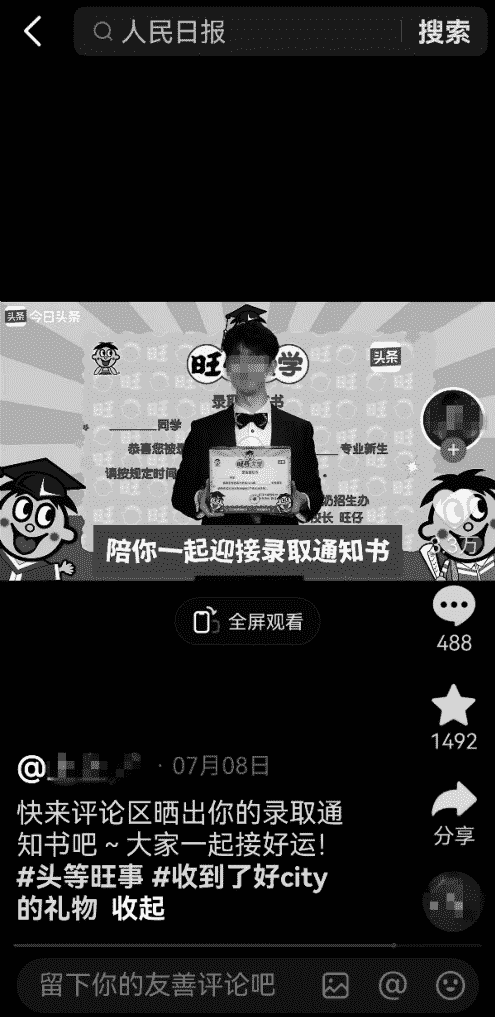 人民日报
搜索
头条 今日头条
旺
学
头条
录
书
同学
恭喜您被
专业新生
请按规定时间
奶招生办
校长 旺仔
陪你一起迎接录取通知书
全屏观看
488
1492
分享
@
· 07月08日
快来评论区晒出你的录取通
知书吧~大家一起接好运！
#头等旺事 #收到了好city
的礼物 收起
留下你的友善评论吧